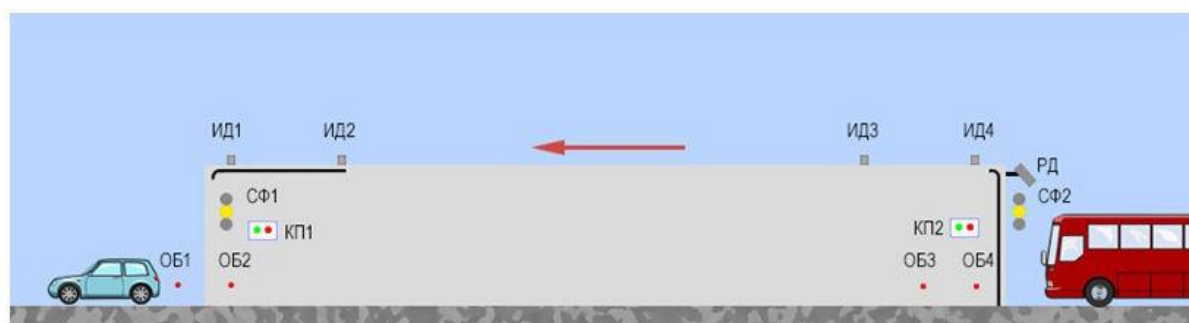 ИД1 ИД2 ИД3 ИД4
РД
СФ1 СФ2
КП1 КП2
ОБ1 ОБ2 ОБ3 ОБ4